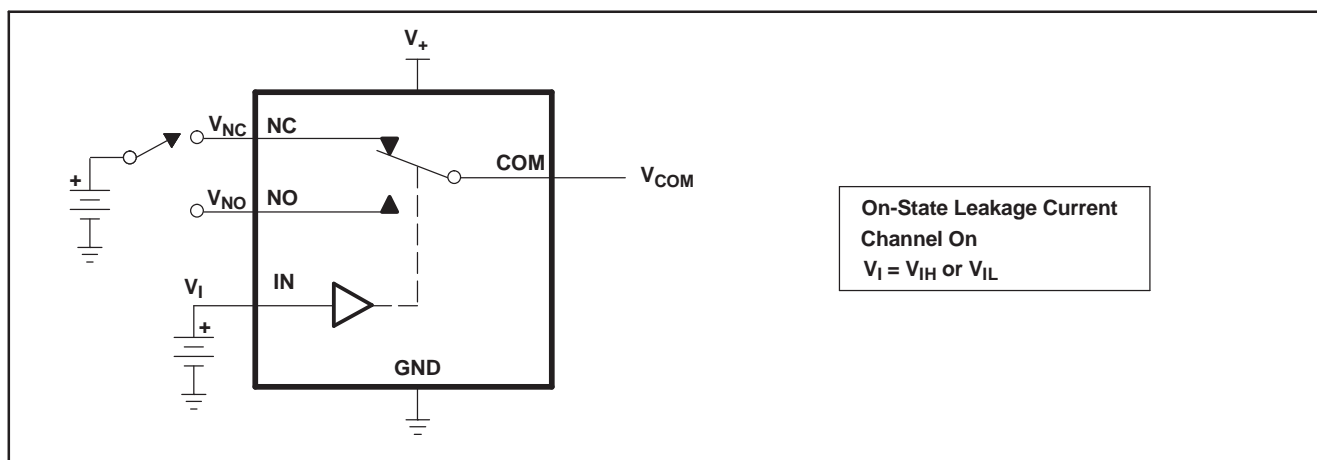 V+
VNC NC
COM
VCOM
+
VNO NO
VI IN
+
GND
On-State Leakage Current
Channel On
VI = VIH or VIL